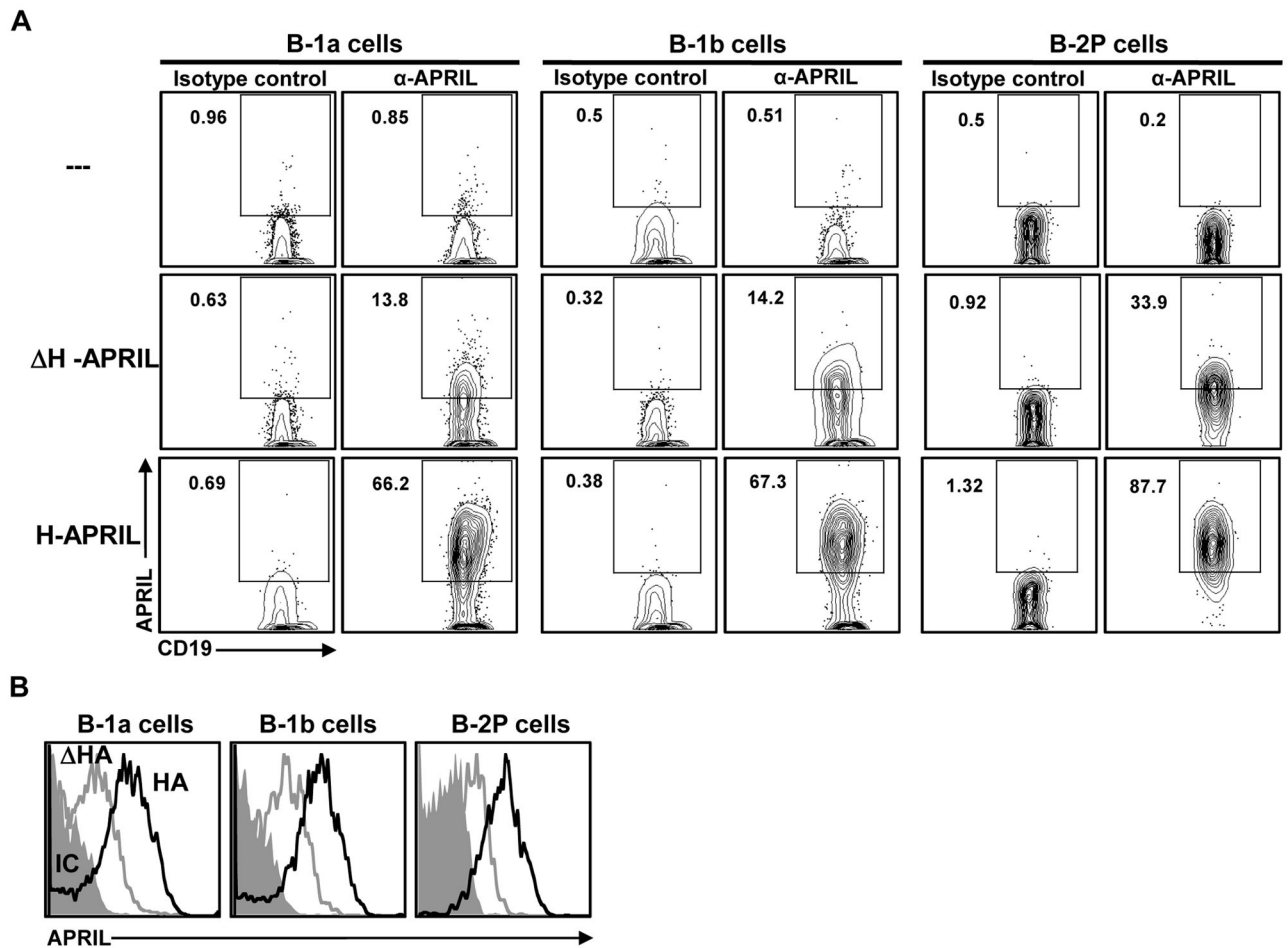 A
B-1a cells B-1b cells B-2P cells
Isotype control α-APRIL Isotype control α-APRIL Isotype control α-APRIL
--- 0.96 0.85 0.5 0.51 0.5 0.2
ΔH -APRIL 0.63 13.8 0.32 14.2 0.92 33.9
H-APRIL 0.69 66.2 0.38 67.3 1.32 87.7
APRIL
CD19
B
B-1a cells B-1b cells B-2P cells
ΔHA
HA
IC
APRIL